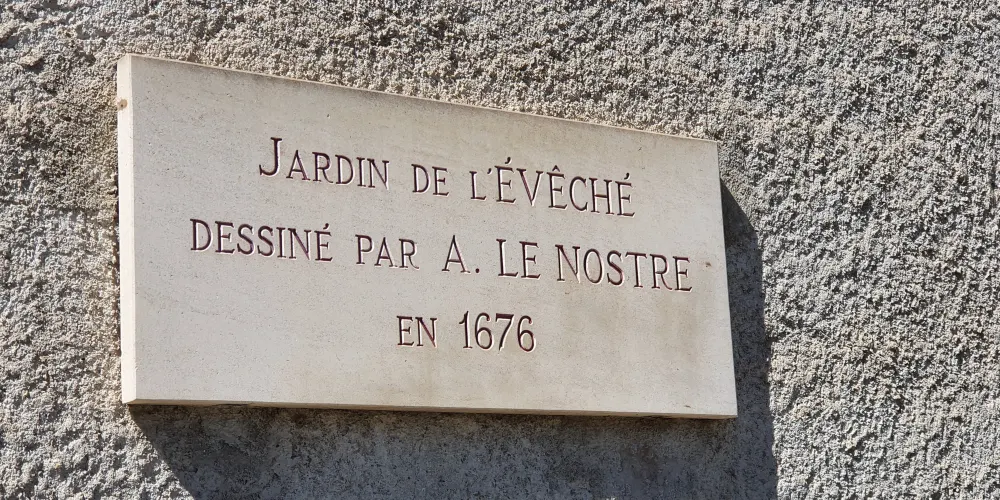 JARDIN DE L'ÉVÊCHÉ
DESSINÉ PAR A. LE NOSTRE
EN 1676